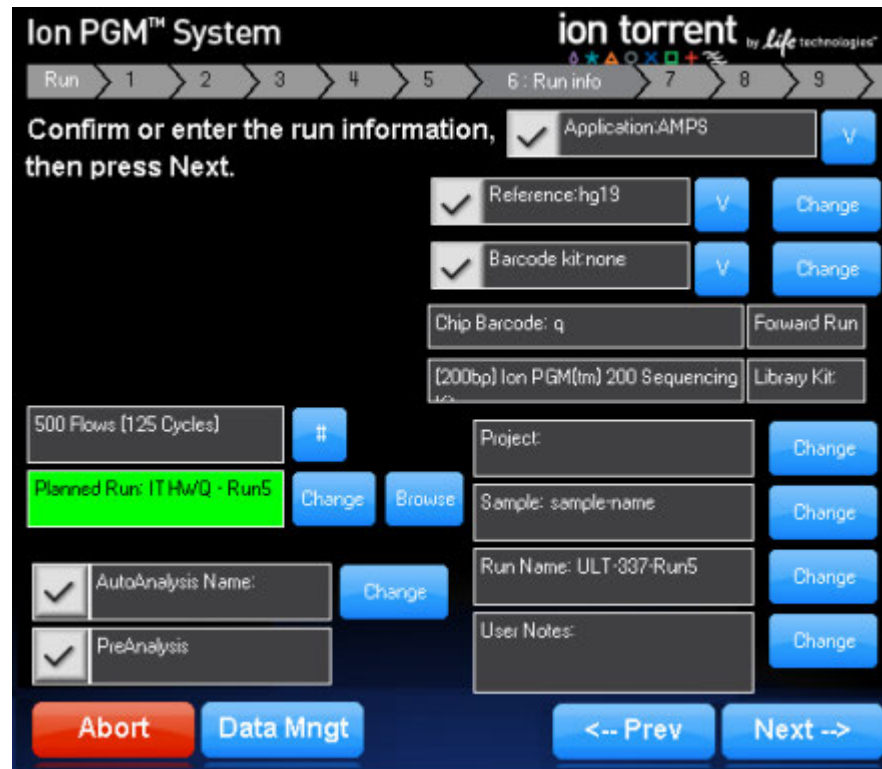 Ion PGM™ System
ion torrent
by life technologies™
Run 1 2 3 4 5 6 : Run info 7 8 9
Confirm or enter the run information,
then press Next.
Application:AMPS
V
Reference:hg19
V
Change
Barcode kit:none
V
Change
Chip Barcode: q
Forward Run
(200bp) Ion PGM(tm) 200 Sequencing
Library Kit:
500 Flows (125 Cycles)
#
Project:
Change
Planned Run: ITHWQ - Run5
Change
Browse
Sample: sample-name
Change
AutoAnalysis Name:
Change
Run Name: ULT-337-Run5
Change
PreAnalysis
User Notes:
Change
Abort
Data Mngt
<-- Prev
Next -->